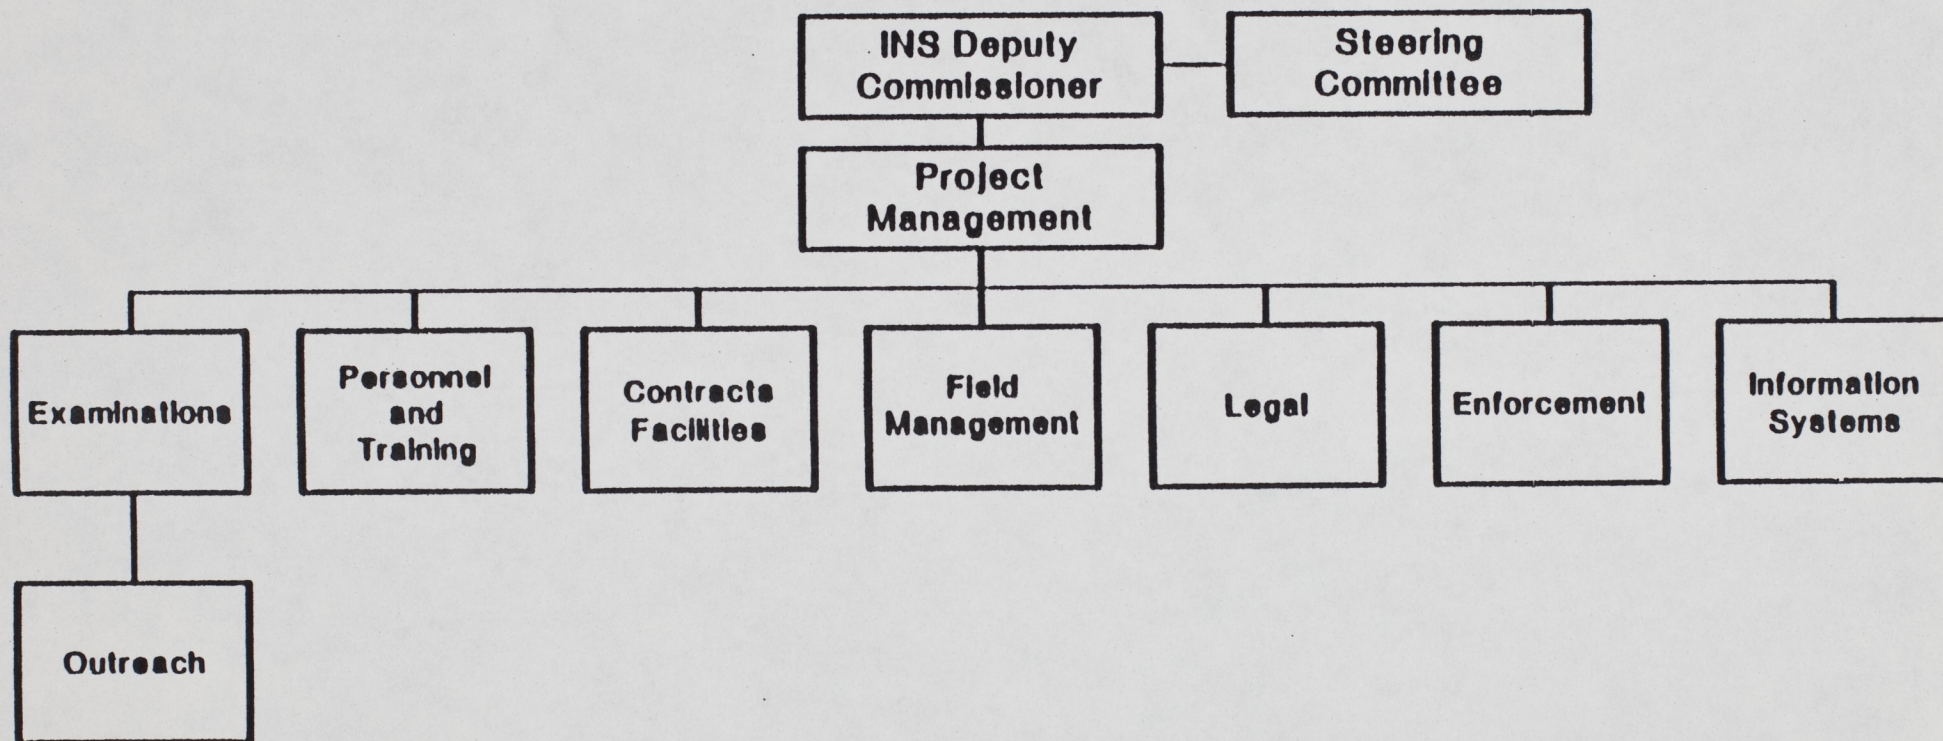 INS Deputy
Commissioner
Steering
Committee
Project
Management
Examinations
Personnel
and
Training
Contracts
Facilities
Field
Management
Legal
Enforcement
Information
Systems
Outreach